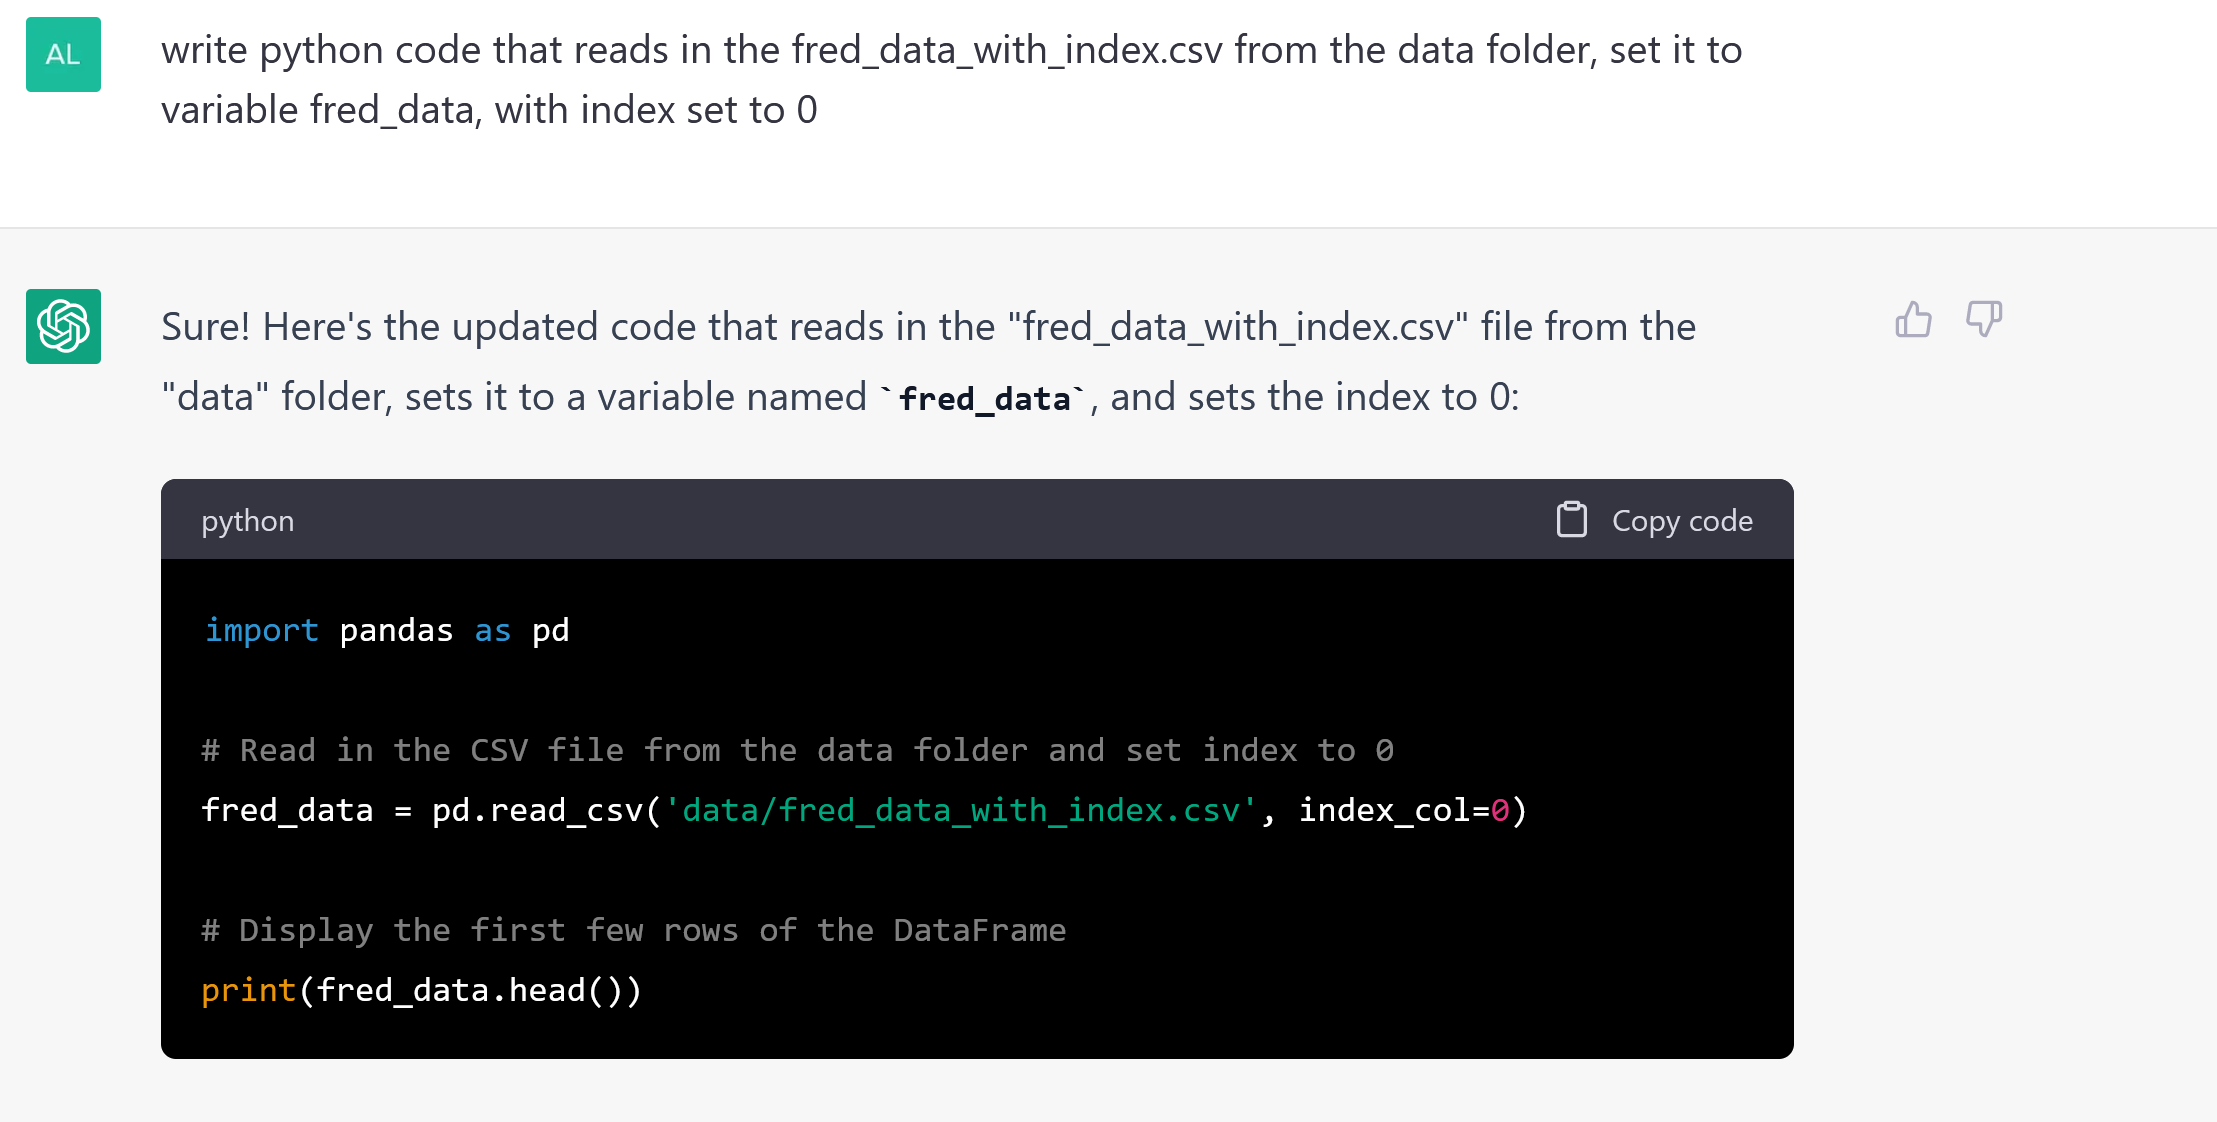 AL
write python code that reads in the fred_data_with_index.csv from the data folder, set it to
variable fred_data, with index set to 0
Sure! Here's the updated code that reads in the "fred_data_with_index.csv" file from the
"data" folder, sets it to a variable named `fred_data`, and sets the index to 0:
python
Copy code
import pandas as pd
# Read in the CSV file from the data folder and set index to 0
fred_data = pd.read_csv('data/fred_data_with_index.csv', index_col=0)
# Display the first few rows of the DataFrame
print(fred_data.head())